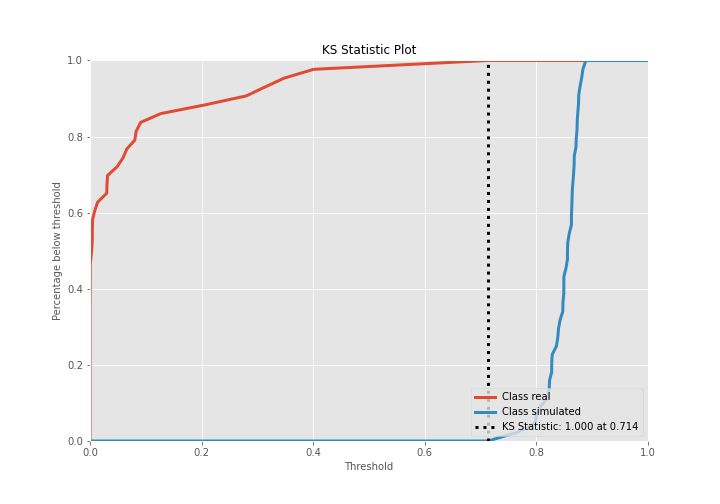 KS Statistic Plot
1.0
0.8
0.6
0.4
0.2
0.0
Percentage below threshold
Class real
Class simulated
KS Statistic: 1.000 at 0.714
0.0 0.2 0.4 0.6 0.8 1.0
Threshold